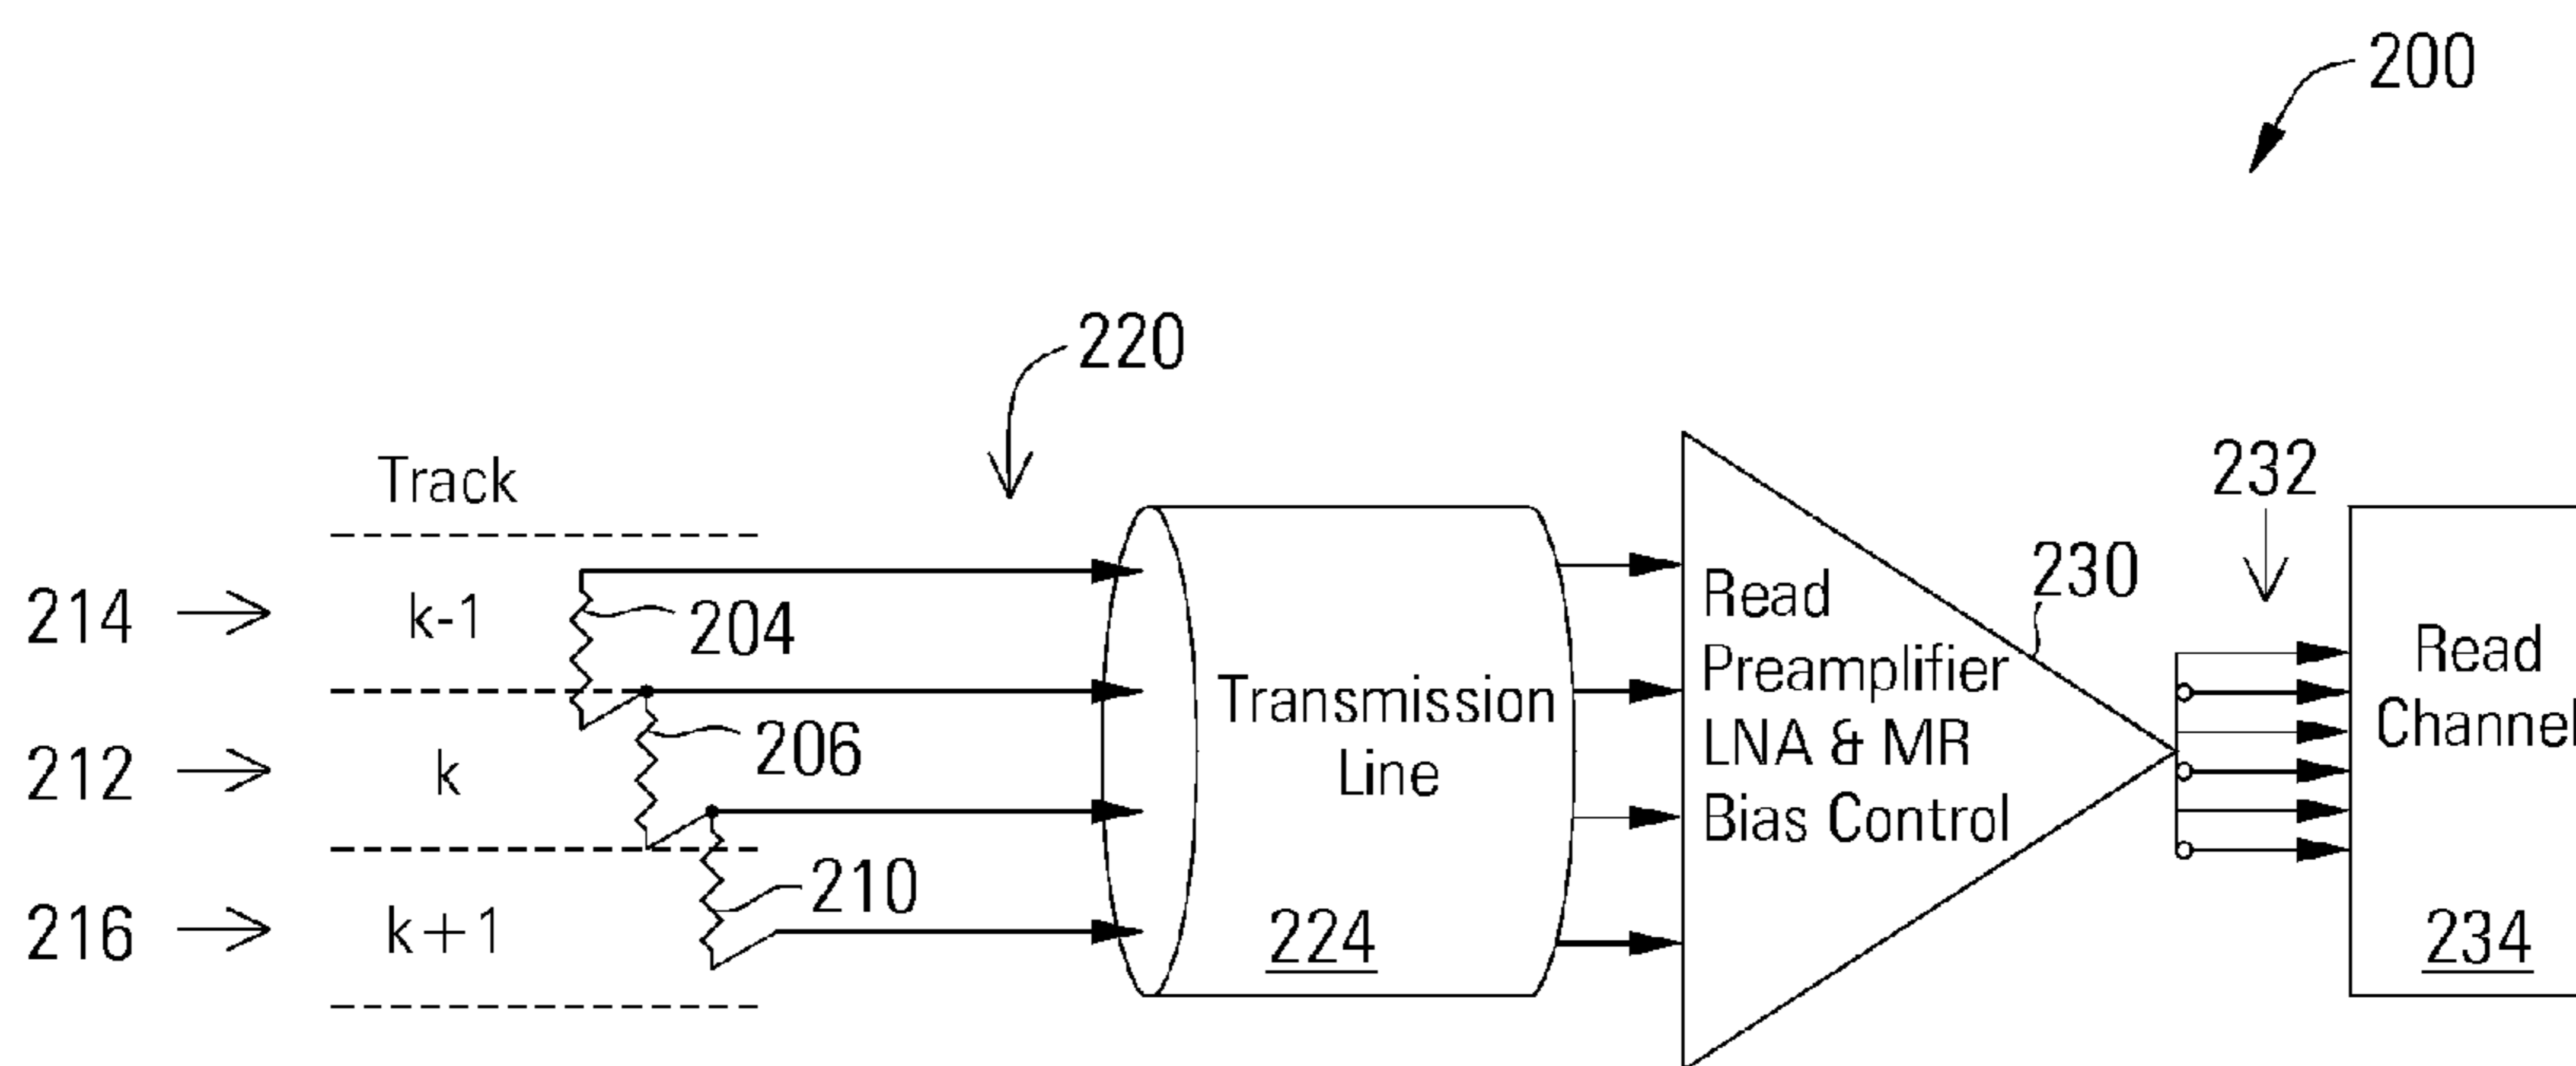 200
220
232
Track
230
214
k-1
204
Read
Preamplifier
LNA & MR
Bias Control
Read
Channel
Transmission
Line
212
k
206
216
k+1
210
224
234